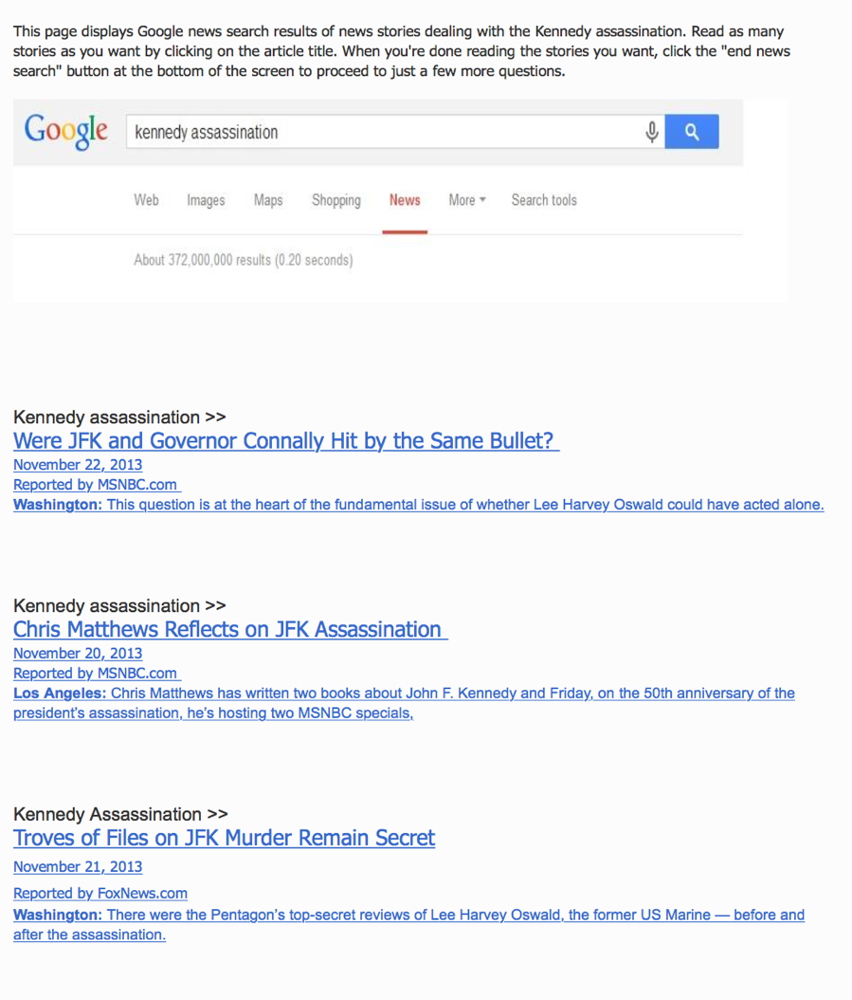 This page displays Google news search results of news stories dealing with the Kennedy assassination. Read as many
stories as you want by clicking on the article title. When you're done reading the stories you want, click the "end news
search" button at the bottom of the screen to proceed to just a few more questions.
Google kennedy assassination
Web Images Maps Shopping News More Search tools
About 372,000,000 results (0.20 seconds)
Kennedy assassination >>
Were JFK and Governor Connally Hit by the Same Bullet?
November 22, 2013
Reported by MSNBC.com
Washington: This question is at the heart of the fundamental issue of whether Lee Harvey Oswald could have acted alone.
Kennedy assassination >>
Chris Matthews Reflects on JFK Assassination
November 20, 2013
Reported by MSNBC.com
Los Angeles: Chris Matthews has written two books about John F. Kennedy and Friday, on the 50th anniversary of the
president's assassination, he's hosting two MSNBC specials,
Kennedy Assassination >>
Troves of Files on JFK Murder Remain Secret
November 21, 2013
Reported by FoxNews.com
Washington: There were the Pentagon's top-secret reviews of Lee Harvey Oswald, the former US Marine — before and
after the assassination.